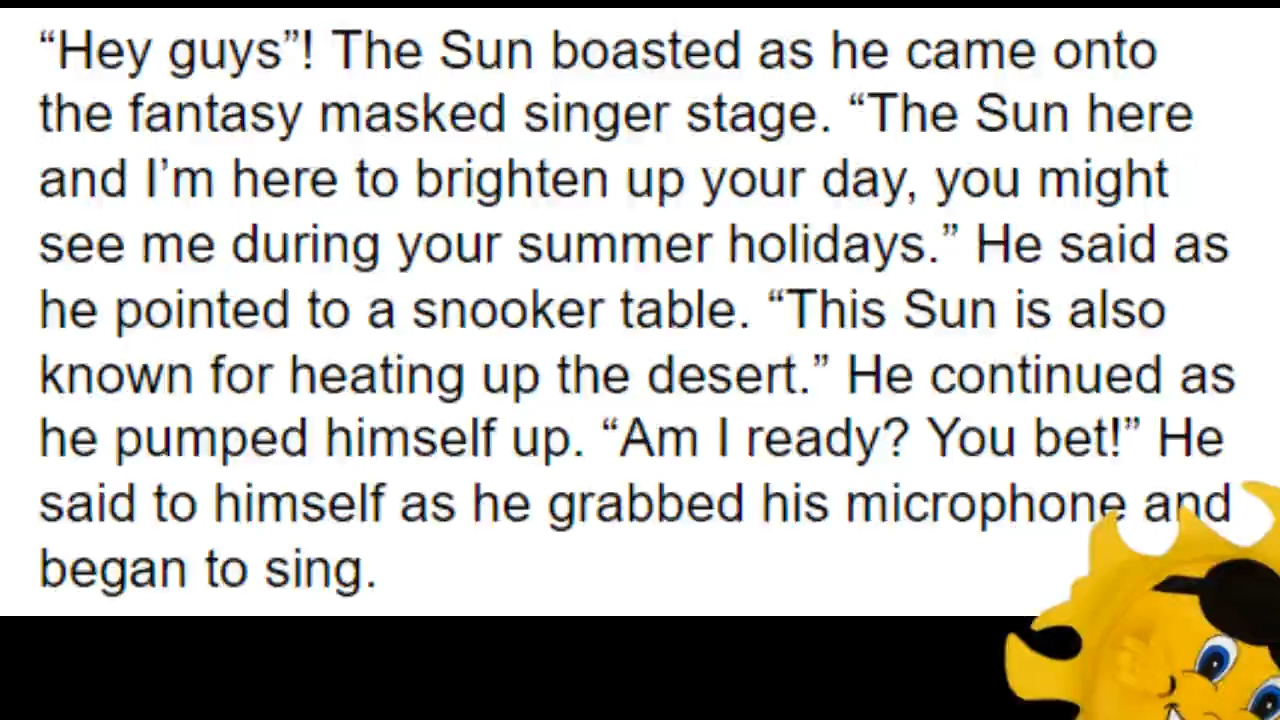 “Hey guys”! The Sun boasted as he came onto
the fantasy masked singer stage. “The Sun here
and I’m here to brighten up your day, you might
see me during your summer holidays.” He said as
he pointed to a snooker table. “This Sun is also
known for heating up the desert.” He continued as
he pumped himself up. “Am I ready? You bet!” He
said to himself as he grabbed his microphone and
began to sing.